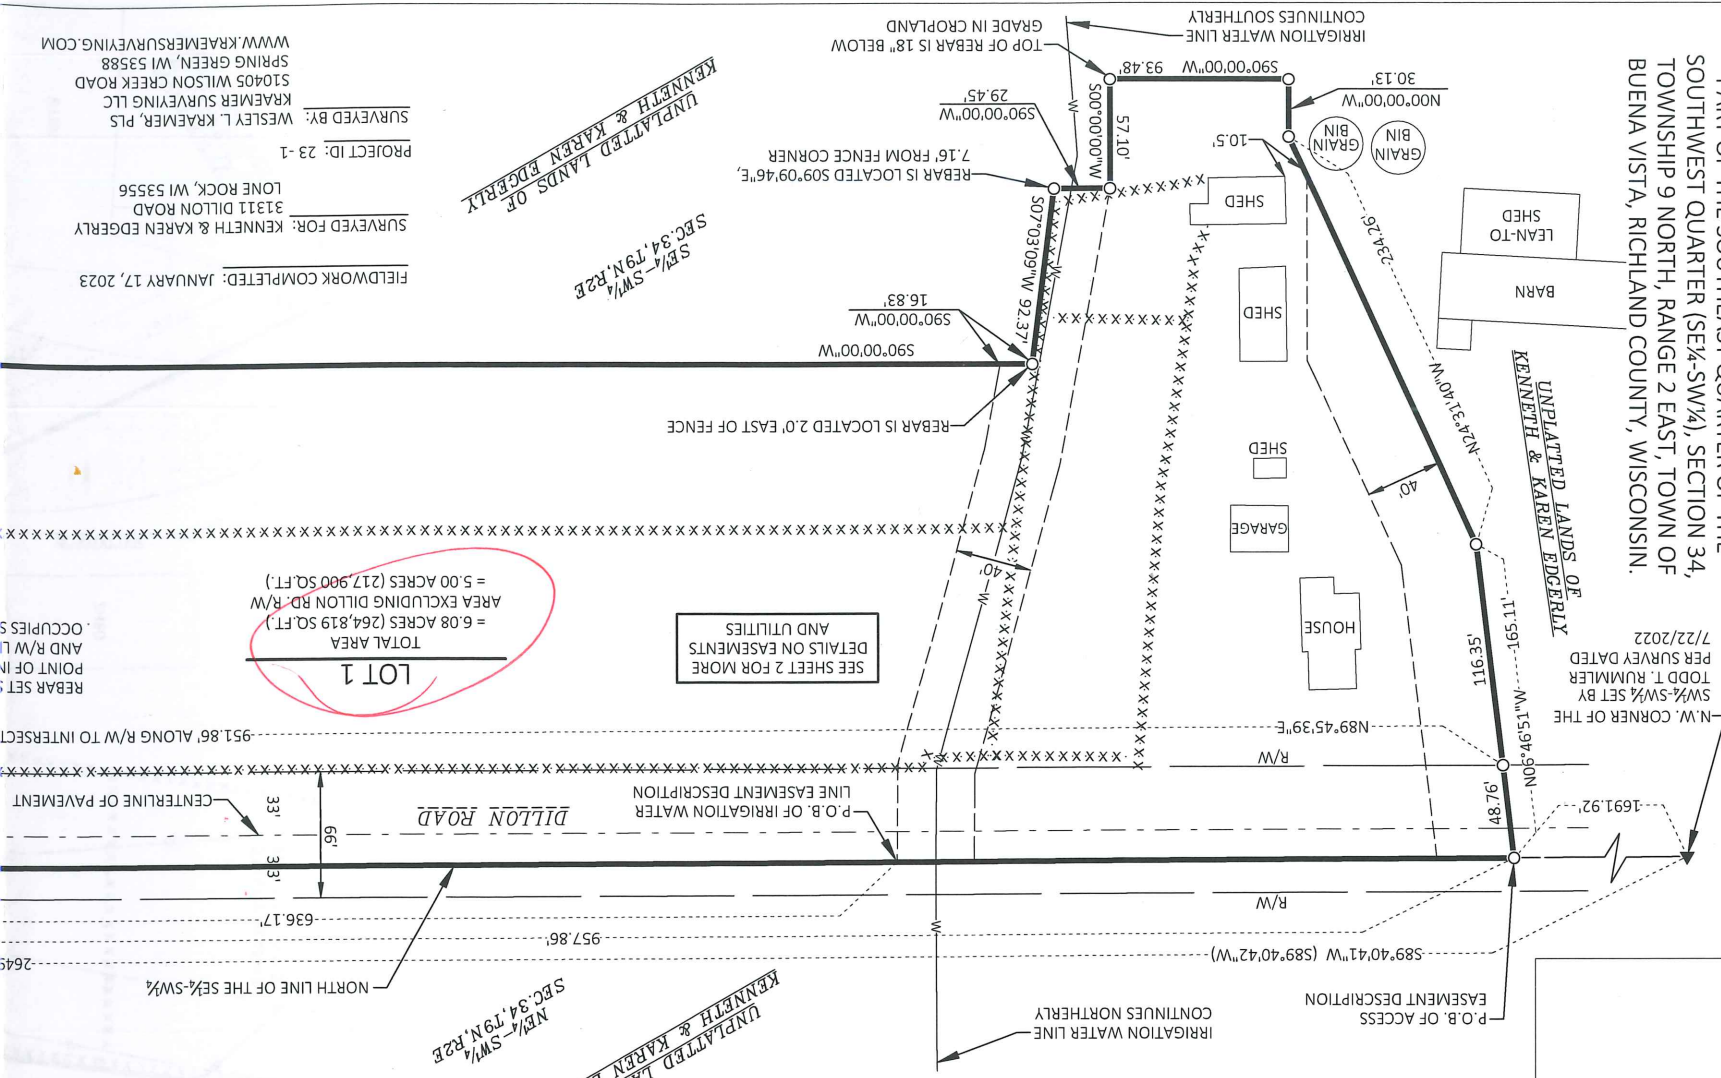 PART OF THE SOUTHEAST QUARTER OF THE
SOUTHWEST QUARTER (SE¼-SW¼), SECTION 34,
TOWNSHIP 9 NORTH, RANGE 2 EAST, TOWN OF
BUENA VISTA, RICHLAND COUNTY, WISCONSIN.
P.O.B. OF ACCESS
EASEMENT DESCRIPTION
IRRIGATION WATER LINE
CONTINUES NORTHERLY
UNPLATTED LA
KENNETH & KAREN E
NE¼-SW¼
SEC.34,T9N,R2E
NORTH LINE OF THE SE¼-SW¼
S89°40'41"W (S89°40'42"W)
2649
957.86'
636.17'
R/W
1691.92'
N.W. CORNER OF THE
SW¼-SW¼ SET BY
TODD T. RUMMLER
PER SURVEY DATED
7/22/2022
48.76'
N06°46'51"W
165.11'
116.35'
33'
33'
66'
DILLON ROAD
CENTERLINE OF PAVEMENT
P.O.B. OF IRRIGATION WATER
LINE EASEMENT DESCRIPTION
R/W
N89°45'39"E
951.86' ALONG R/W TO INTERSECT
REBAR SET
POINT OF IN
AND R/W LI
OCCUPIES S
LOT 1
TOTAL AREA
= 6.08 ACRES (264,819 SQ.FT.)
AREA EXCLUDING DILLON RD. R/W
= 5.00 ACRES (217,900 SQ.FT.)
SEE SHEET 2 FOR MORE
DETAILS ON EASEMENTS
AND UTILITIES
W
W
W
W
W
40'
HOUSE
GARAGE
SHED
SHED
SHED
40'
N24°31'40"W
234.26'
UNPLATTED LANDS OF
KENNETH & KAREN EDGERLY
BARN
LEAN-TO
SHED
GRAIN
BIN
GRAIN
BIN
10.5'
N00°00'00"W
30.13'
S90°00'00"W 93.48'
S00°00'00"W
57.10'
S90°00'00"W
29.45'
REBAR IS LOCATED S09°09'46"E,
7.16' FROM FENCE CORNER
S07°03'09"W 92.37'
S90°00'00"W
16.83'
S90°00'00"W
REBAR IS LOCATED 2.0' EAST OF FENCE
TOP OF REBAR IS 18" BELOW
GRADE IN CROPLAND
IRRIGATION WATER LINE
CONTINUES SOUTHERLY
SE¼-SW¼
SEC.34,T9N,R2E
UNPLATTED LANDS OF
KENNETH & KAREN EDGERLY
FIELDWORK COMPLETED: JANUARY 17, 2023
SURVEYED FOR: KENNETH & KAREN EDGERLY
31311 DILLON ROAD
LONE ROCK, WI 53556
PROJECT ID: 23-1
SURVEYED BY: WESLEY L. KRAEMER, PLS
KRAEMER SURVEYING LLC
S10405 WILSON CREEK ROAD
SPRING GREEN, WI 53588
WWW.KRAEMERSURVEYING.COM